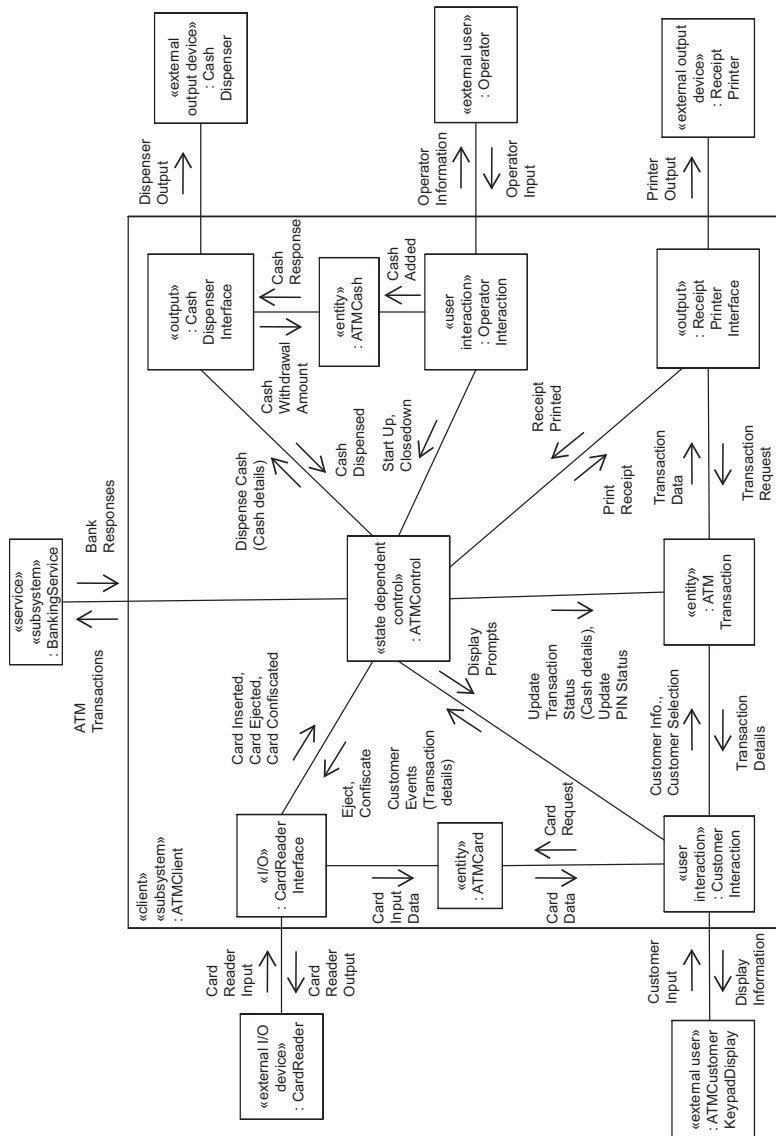 «external I/O
device»
: CardReader
Card
Reader
Input
Card
Reader
Output
«external user»
: ATMCustomer
KeypadDisplay
Customer
Input
Display
Information
«client»
«subsystem»
: ATMClient
«service»
«subsystem»
: BankingService
ATM
Transactions
Bank
Responses
«I/O»
: CardReader
Interface
Card Inserted,
Card Ejected,
Card Confiscated
Eject,
Confiscate
Card
Input
Data
«entity»
: ATMCard
Card
Request
Card
Data
«user
interaction»
: Customer
Interaction
Customer
Events
(Transaction
details)
Display
Prompts
«state dependent
control»
: ATMControl
Update
Transaction
Status
(Cash details),
Update
PIN Status
Customer Info.,
Customer Selection
Transaction
Details
«entity»
: ATM
Transaction
Dispense Cash
(Cash details)
Cash
Dispensed
Start Up,
Closedown
Receipt
Printed
Print
Receipt
Transaction
Data
Transaction
Request
«output»
: Cash
Dispenser
Interface
Cash
Response
Cash
Withdrawal
Amount
«entity»
: ATMCash
Cash
Added
«user
interaction»
: Operator
Interaction
«output»
: Receipt
Printer
Interface
Dispenser
Output
«external
output device»
: Cash
Dispenser
Operator
Information
Operator
Input
«external user»
: Operator
Printer
Output
«external output
device»
: Receipt
Printer